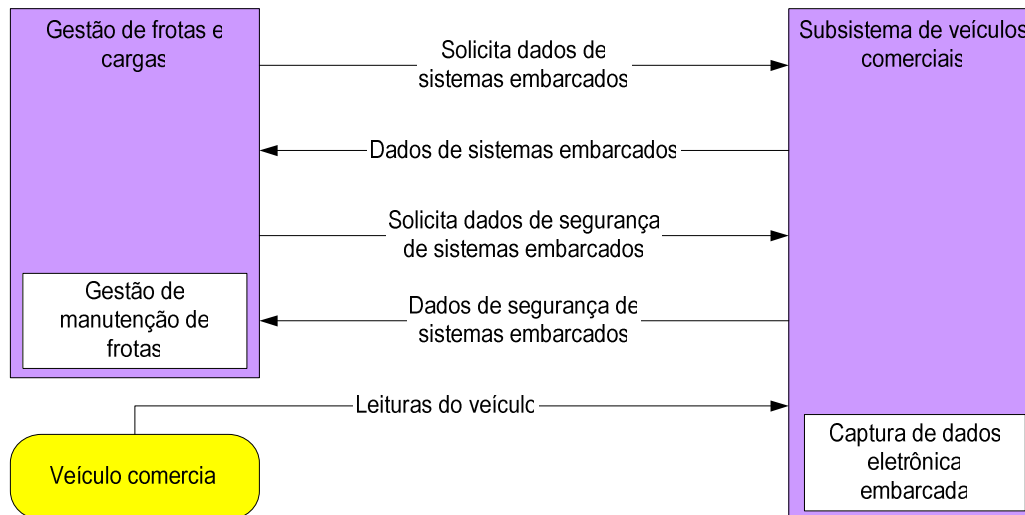 Gestão de frotas e
cargas
Solicita dados de
sistemas embarcados
Subsistema de veículos
comerciais
Dados de sistemas embarcados
Solicita dados de segurança
de sistemas embarcados
Gestão de
manutenção de
frotas
Dados de segurança de
sistemas embarcados
Leituras do veículo
Veículo comercia
Captura de dados
eletrônica
embarcada